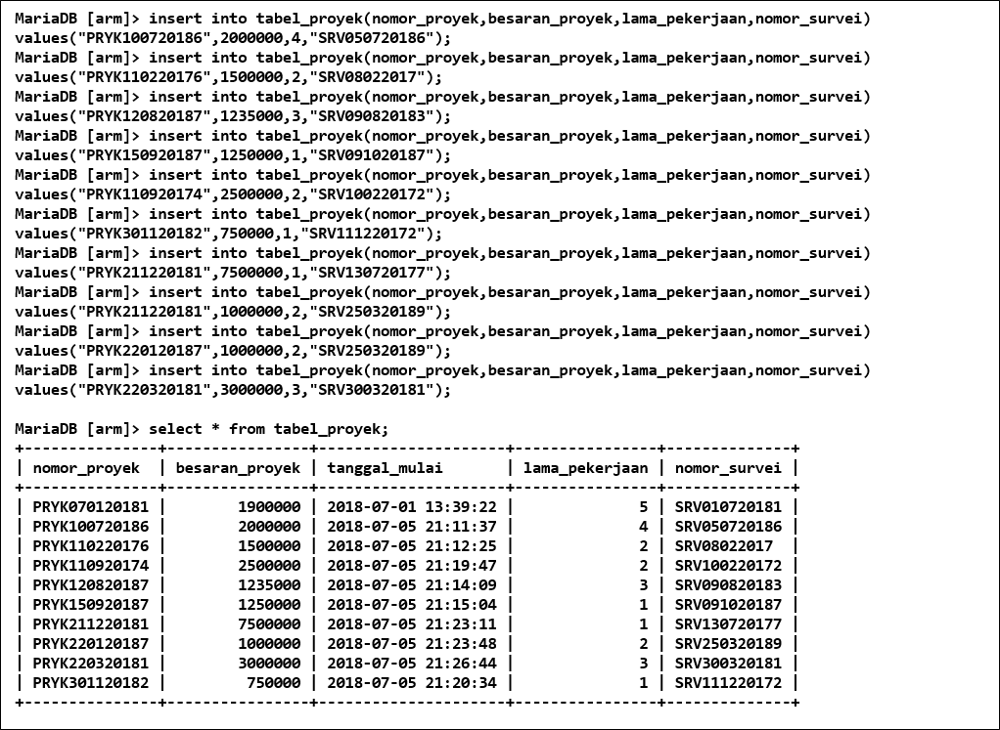 MariaDB [arm]> insert into tabel_proyek(nomor_proyek,besaran_proyek,lama_pekerjaan,nomor_survei)
values("PRYK100720186",2000000,4,"SRV050720186");
MariaDB [arm]> insert into tabel_proyek(nomor_proyek,besaran_proyek,lama_pekerjaan,nomor_survei)
values("PRYK110220176",1500000,2,"SRV08022017");
MariaDB [arm]> insert into tabel_proyek(nomor_proyek,besaran_proyek,lama_pekerjaan,nomor_survei)
values("PRYK120820187",1235000,3,"SRV090820183");
MariaDB [arm]> insert into tabel_proyek(nomor_proyek,besaran_proyek,lama_pekerjaan,nomor_survei)
values("PRYK150920187",1250000,1,"SRV091020187");
MariaDB [arm]> insert into tabel_proyek(nomor_proyek,besaran_proyek,lama_pekerjaan,nomor_survei)
values("PRYK110920174",2500000,2,"SRV100220172");
MariaDB [arm]> insert into tabel_proyek(nomor_proyek,besaran_proyek,lama_pekerjaan,nomor_survei)
values("PRYK301120182",750000,1,"SRV111220172");
MariaDB [arm]> insert into tabel_proyek(nomor_proyek,besaran_proyek,lama_pekerjaan,nomor_survei)
values("PRYK211220181",7500000,1,"SRV130720177");
MariaDB [arm]> insert into tabel_proyek(nomor_proyek,besaran_proyek,lama_pekerjaan,nomor_survei)
values("PRYK211220181",1000000,2,"SRV250320189");
MariaDB [arm]> insert into tabel_proyek(nomor_proyek,besaran_proyek,lama_pekerjaan,nomor_survei)
values("PRYK220120187",1000000,2,"SRV250320189");
MariaDB [arm]> insert into tabel_proyek(nomor_proyek,besaran_proyek,lama_pekerjaan,nomor_survei)
values("PRYK220320181",3000000,3,"SRV300320181");
MariaDB [arm]> select * from tabel_proyek;
+---------------+----------------+---------------------+----------------+--------------+
| nomor_proyek | besaran_proyek | tanggal_mulai | lama_pekerjaan | nomor_survei |
+---------------+----------------+---------------------+----------------+--------------+
| PRYK070120181 | 1900000 | 2018-07-01 13:39:22 | 5 | SRV010720181 |
| PRYK100720186 | 2000000 | 2018-07-05 21:11:37 | 4 | SRV050720186 |
| PRYK110220176 | 1500000 | 2018-07-05 21:12:25 | 2 | SRV08022017 |
| PRYK110920174 | 2500000 | 2018-07-05 21:19:47 | 2 | SRV100220172 |
| PRYK120820187 | 1235000 | 2018-07-05 21:14:09 | 3 | SRV090820183 |
| PRYK150920187 | 1250000 | 2018-07-05 21:15:04 | 1 | SRV091020187 |
| PRYK211220181 | 7500000 | 2018-07-05 21:23:11 | 1 | SRV130720177 |
| PRYK220120187 | 1000000 | 2018-07-05 21:23:48 | 2 | SRV250320189 |
| PRYK220320181 | 3000000 | 2018-07-05 21:26:44 | 3 | SRV300320181 |
| PRYK301120182 | 750000 | 2018-07-05 21:20:34 | 1 | SRV111220172 |
+---------------+----------------+---------------------+----------------+--------------+